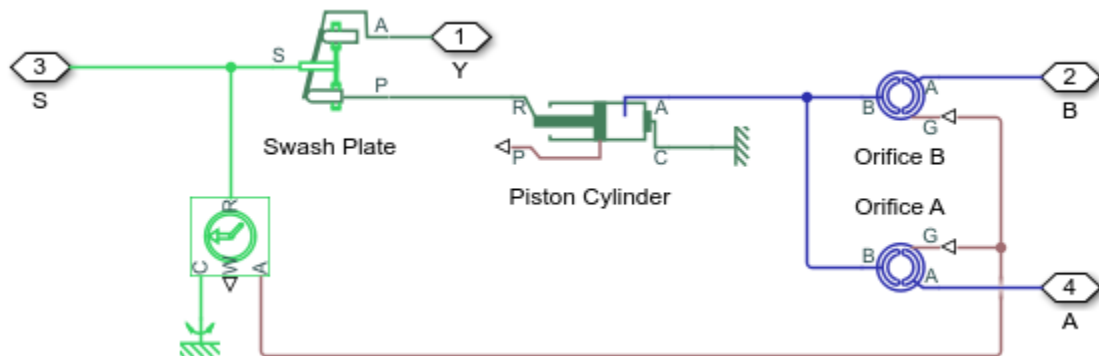 A
1
Y
3
S
S
P
R
A
P
C
B
A
G
2
B
Swash Plate
Piston Cylinder
Orifice B
Orifice A
R
C
W
A
G
B
A
4
A